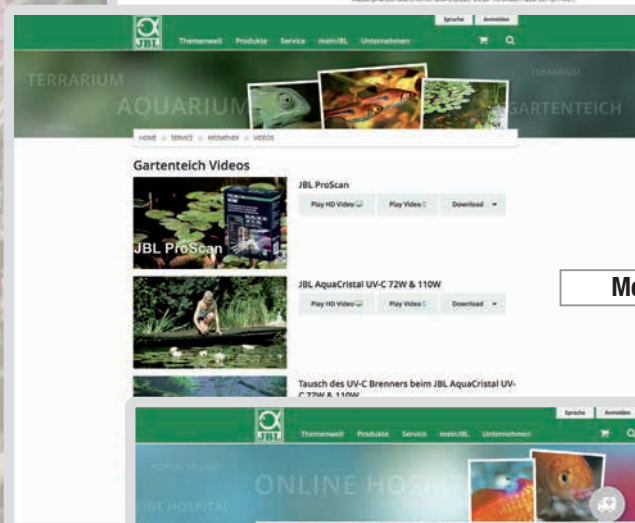 Sprache Anmelden
JBL
Themenwelt Produkte Service meinJBL Unternehmen
TERRARIUM
TERRARIUM
AQUARIUM
GARTENTEICH
HOME SERVICE MEDIATHEK VIDEOS
Gartenteich Videos
JBL ProScan
Play HD Video Play Video Download
JBL ProScan
JBL AquaCristal UV-C 72W & 110W
Play HD Video Play Video Download
Tausch des UV-C Brenners beim JBL AquaCristal UV-
C 72W & 110W
Sprache Anmelden
JBL
Themenwelt Produkte Service meinJBL Unternehmen